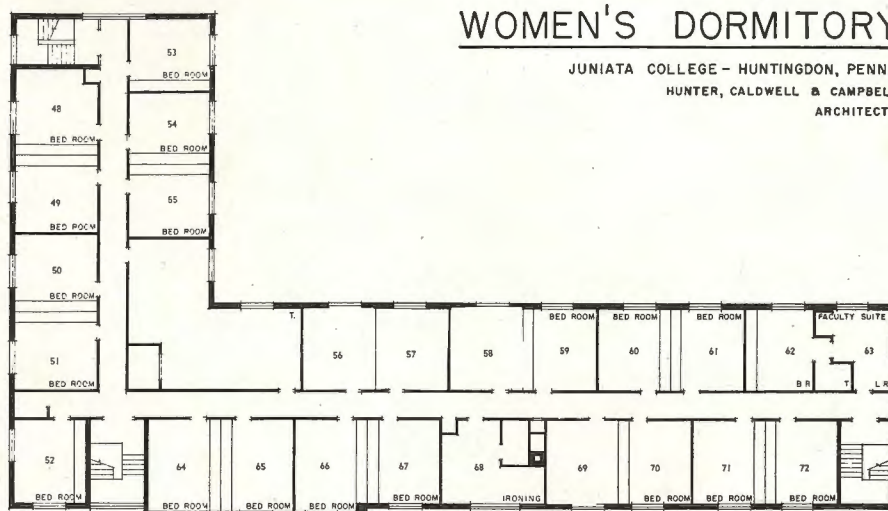 WOMEN'S DORMITORY
JUNIATA COLLEGE - HUNTINGDON, PENN
HUNTER, CALDWELL & CAMPBEL
ARCHITECT
53
BED ROOM
48
BED ROOM
54
BED ROOM
49
BED ROOM
55
BED ROOM
50
BED ROOM
51
BED ROOM
T.
56
57
58
BED ROOM
59
BED ROOM
60
BED ROOM
61
62
B R
FACULTY SUITE
63
T.
L R
52
BED ROOM
64
BED ROOM
65
BED ROOM
66
BED ROOM
67
BED ROOM
68
IRONING
69
70
BED ROOM
71
BED ROOM
72
BED ROOM